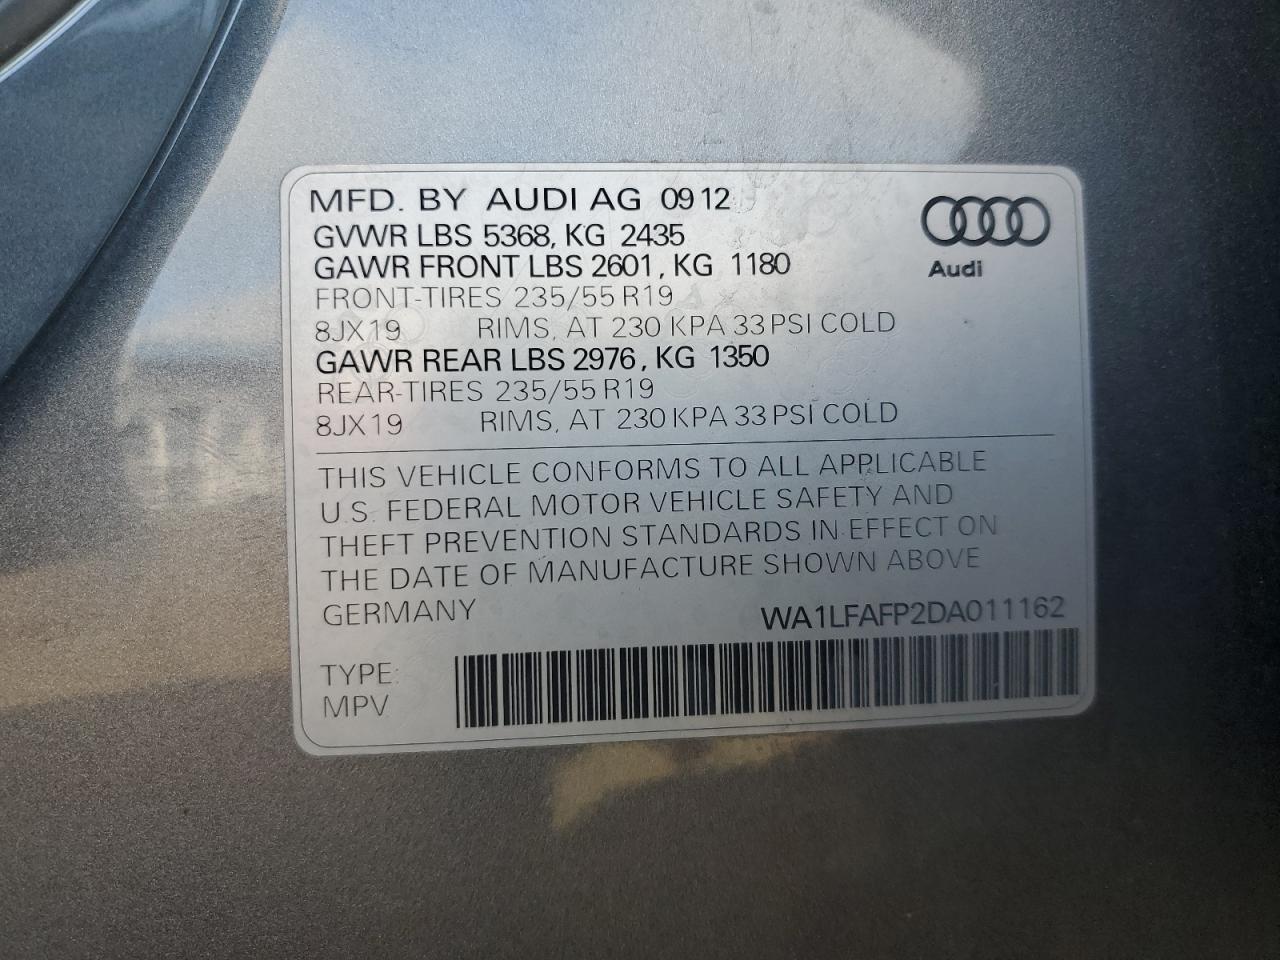 MFD. BY AUDI AG 09 12
GVWR LBS 5368, KG 2435
GAWR FRONT LBS 2601, KG 1180
FRONT-TIRES 235/55 R19
8JX19 RIMS, AT 230 KPA 33 PSI COLD
GAWR REAR LBS 2976, KG 1350
REAR-TIRES 235/55 R19
8JX19 RIMS, AT 230 KPA 33 PSI COLD
Audi
THIS VEHICLE CONFORMS TO ALL APPLICABLE
U.S. FEDERAL MOTOR VEHICLE SAFETY AND
THEFT PREVENTION STANDARDS IN EFFECT ON
THE DATE OF MANUFACTURE SHOWN ABOVE
GERMANY WA1LFAFP2DA011162
TYPE:
MPV